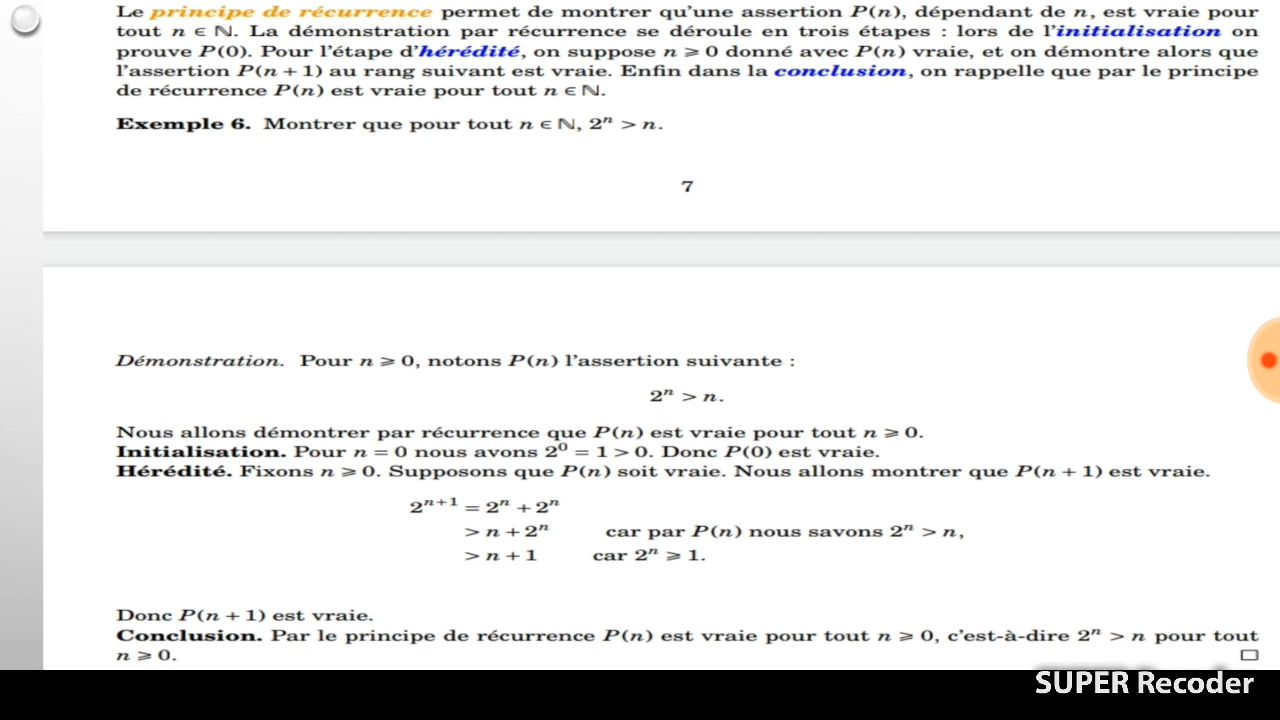 Le principe de récurrence permet de montrer qu'une assertion P(n), dépendant de n, est vraie pour
tout n ∈ ℕ. La démonstration par récurrence se déroule en trois étapes : lors de l'initialisation on
prouve P(0). Pour l'étape d'hérédité, on suppose n ⩾ 0 donné avec P(n) vraie, et on démontre alors que
l'assertion P(n + 1) au rang suivant est vraie. Enfin dans la conclusion, on rappelle que par le principe
de récurrence P(n) est vraie pour tout n ∈ ℕ.
Exemple 6. Montrer que pour tout n ∈ ℕ, 2ⁿ > n.
7
Démonstration. Pour n ⩾ 0, notons P(n) l'assertion suivante :
2ⁿ > n.
Nous allons démontrer par récurrence que P(n) est vraie pour tout n ⩾ 0.
Initialisation. Pour n = 0 nous avons 2⁰ = 1 > 0. Donc P(0) est vraie.
Hérédité. Fixons n ⩾ 0. Supposons que P(n) soit vraie. Nous allons montrer que P(n + 1) est vraie.
2ⁿ⁺¹ = 2ⁿ + 2ⁿ
> n + 2ⁿ car par P(n) nous savons 2ⁿ > n,
> n + 1 car 2ⁿ ⩾ 1.
Donc P(n + 1) est vraie.
Conclusion. Par le principe de récurrence P(n) est vraie pour tout n ⩾ 0, c'est-à-dire 2ⁿ > n pour tout
n ⩾ 0. □
SUPER Recoder